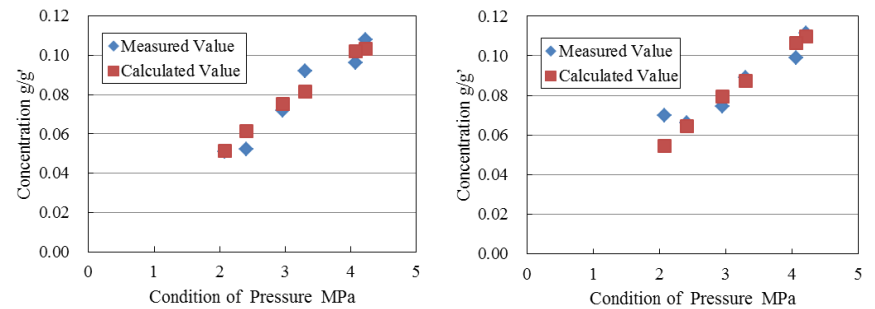 0.12
0.10
0.08
0.06
0.04
0.02
0.00
Concentration g/g'
Measured Value
Calculated Value
0 1 2 3 4 5
Condition of Pressure MPa
0.12
0.10
0.08
0.06
0.04
0.02
0.00
Concentration g/g’
Measured Value
Calculated Value
0 1 2 3 4 5
Condition of Pressure MPa